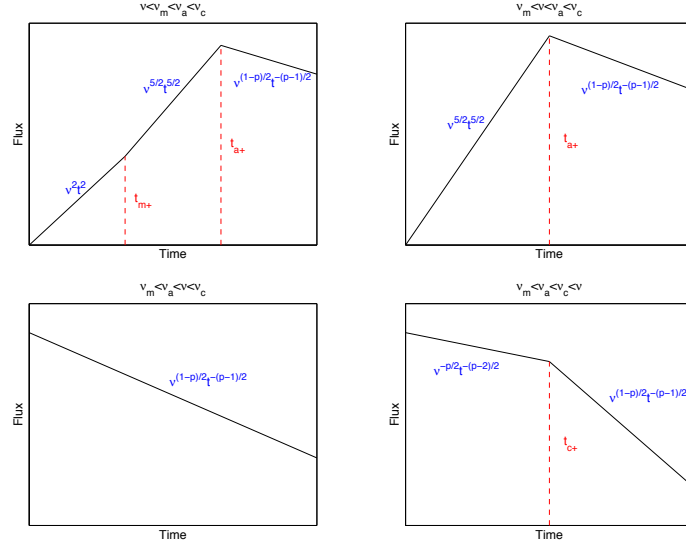 ν<ν_m<ν_a<ν_c
Flux
ν^2t^2
ν^{5/2}t^{5/2}
ν^{(1-p)/2}t^{-(p-1)/2}
t_{m+}
t_{a+}
Time
ν_m<ν<ν_a<ν_c
Flux
ν^{5/2}t^{5/2}
ν^{(1-p)/2}t^{-(p-1)/2}
t_{a+}
Time
ν_m<ν_a<ν<ν_c
Flux
ν^{(1-p)/2}t^{-(p-1)/2}
Time
ν_m<ν_a<ν_c<ν
Flux
ν^{-p/2}t^{-(p-2)/2}
ν^{(1-p)/2}t^{-(p-1)/2}
t_{c+}
Time